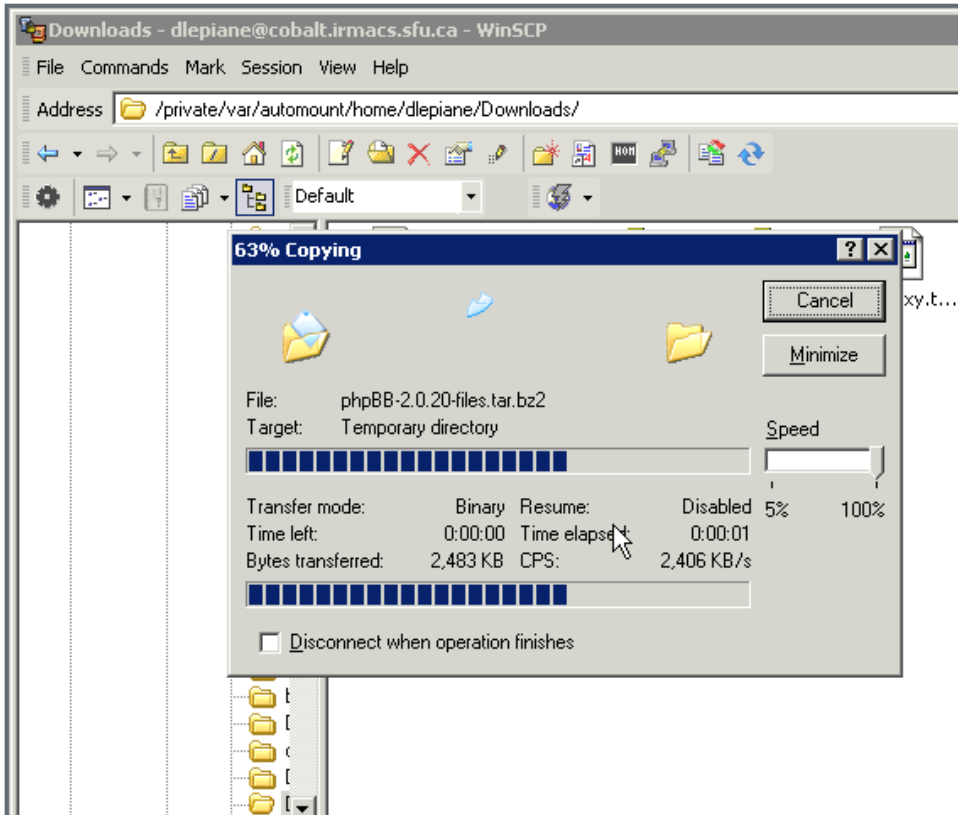 Downloads - dlepiane@cobalt.irmacs.sfu.ca - WinSCP
File Commands Mark Session View Help
Address /private/var/automount/home/dlepiane/Downloads/
Default
63% Copying
Cancel
xy.t...
Minimize
File: phpBB-2.0.20-files.tar.bz2
Target: Temporary directory
Speed
5% 100%
Transfer mode: Binary Resume: Disabled
Time left: 0:00:00 Time elapsed: 0:00:01
Bytes transferred: 2,483 KB CPS: 2,406 KB/s
Disconnect when operation finishes